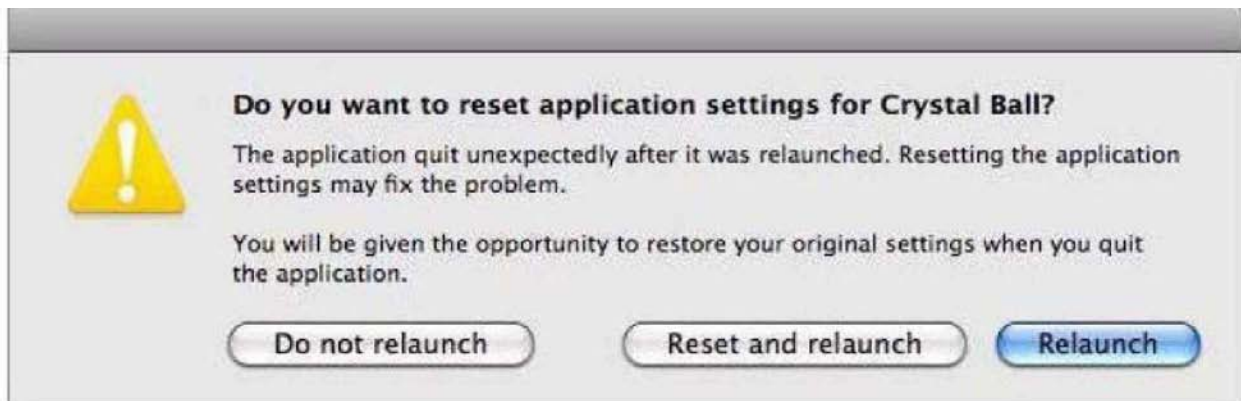 Do you want to reset application settings for Crystal Ball?
The application quit unexpectedly after it was relaunched. Resetting the application
settings may fix the problem.
You will be given the opportunity to restore your original settings when you quit
the application.
Do not relaunch
Reset and relaunch
Relaunch